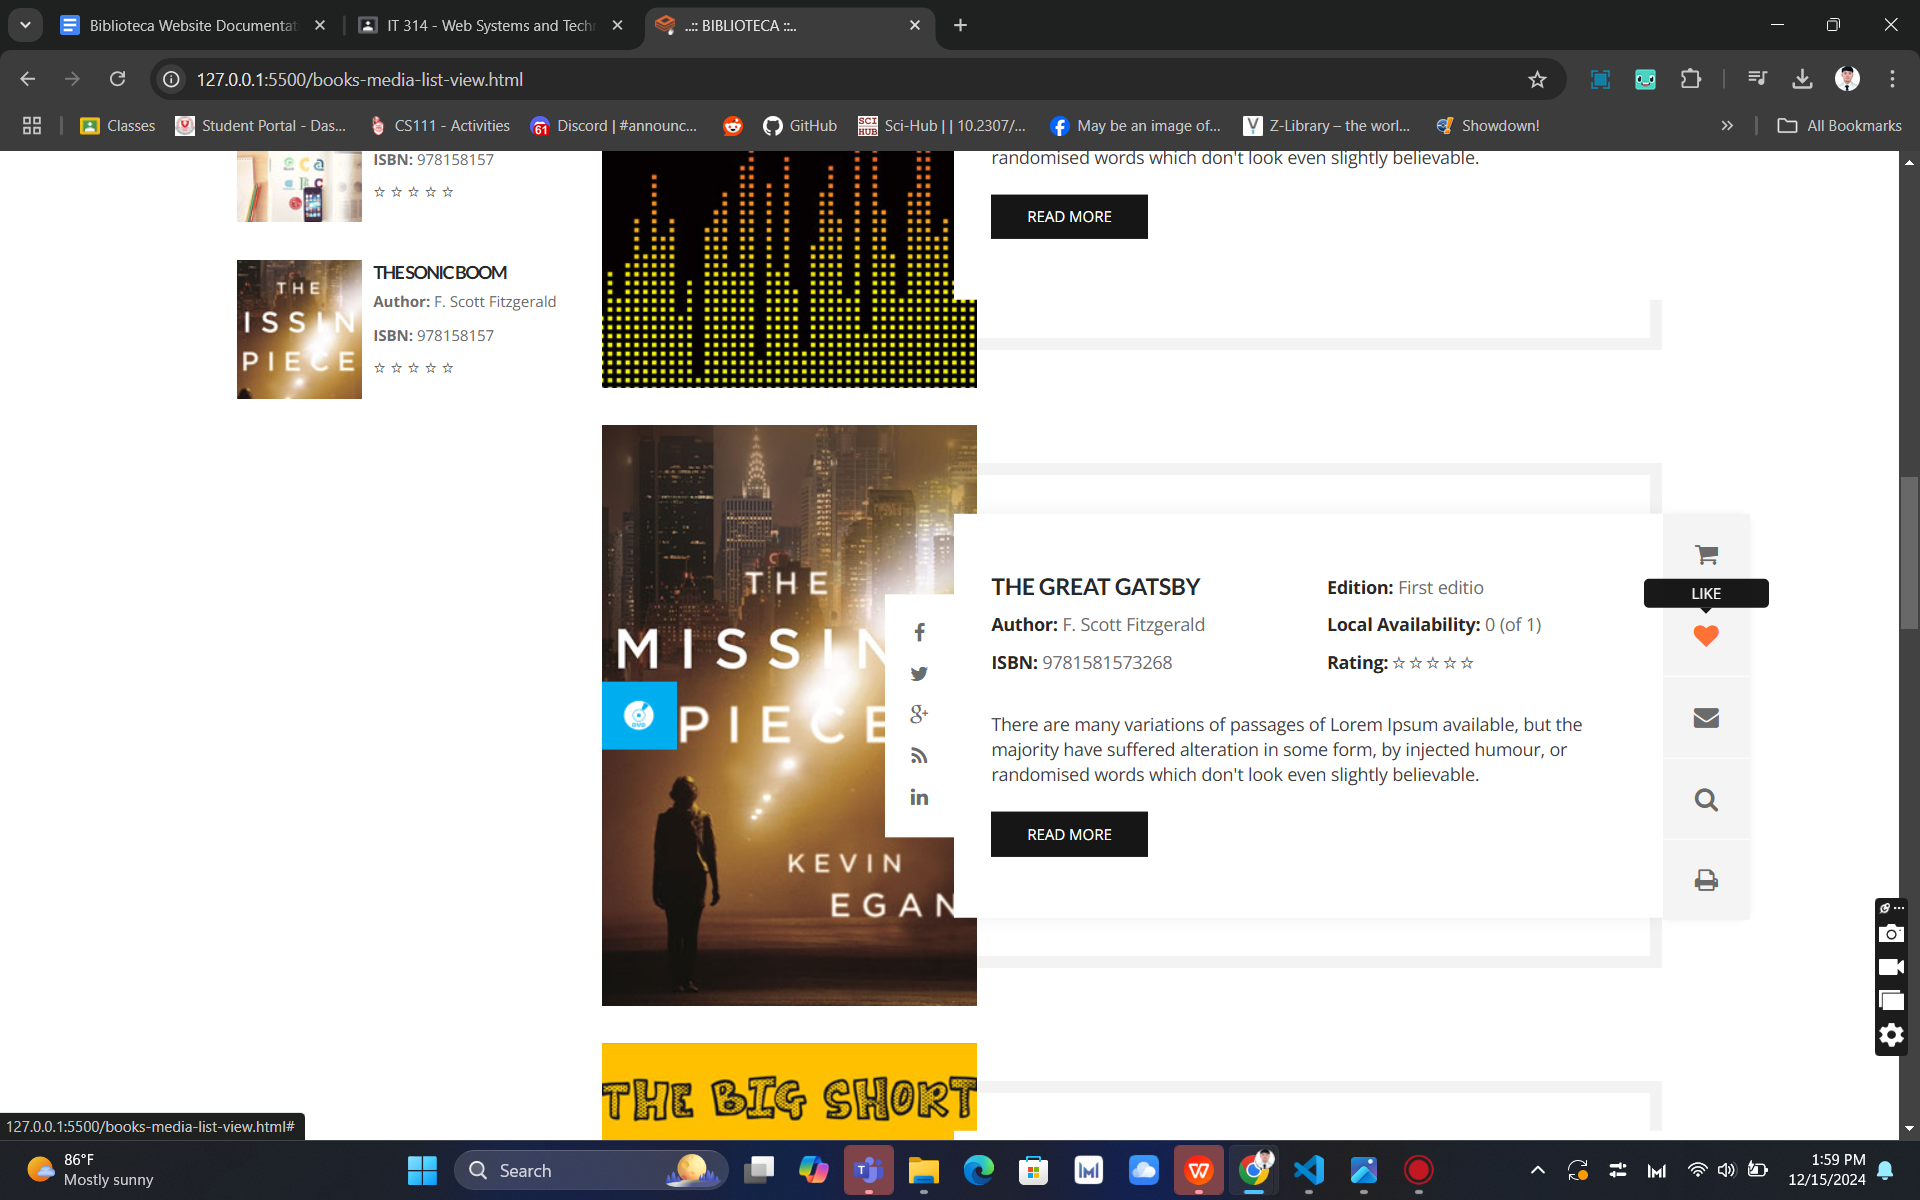 Biblioteca Website Documentat
IT 314 - Web Systems and Techn
..:: BIBLIOTECA ::..
127.0.0.1:5500/books-media-list-view.html
Classes
Student Portal - Das...
CS111 - Activities
61
Discord | #announc...
GitHub
SCI
HUB
Sci-Hub | | 10.2307/...
May be an image of...
Z-Library – the worl...
Showdown!
»
All Bookmarks
ISBN: 978158157
☆ ☆ ☆ ☆ ☆
THE
ISSIN
PIECE
THE SONIC BOOM
Author: F. Scott Fitzgerald
ISBN: 978158157
☆ ☆ ☆ ☆ ☆
randomised words which don't look even slightly believable.
READ MORE
THE
MISSIN
PIECE
KEVIN
EGAN
DVD
THE GREAT GATSBY
Author: F. Scott Fitzgerald
ISBN: 9781581573268
Edition: First editio
Local Availability: 0 (of 1)
Rating: ☆ ☆ ☆ ☆ ☆
There are many variations of passages of Lorem Ipsum available, but the
majority have suffered alteration in some form, by injected humour, or
randomised words which don't look even slightly believable.
READ MORE
LIKE
THE BIG SHORT
127.0.0.1:5500/books-media-list-view.html#
86°F
Mostly sunny
Search
1:59 PM
12/15/2024